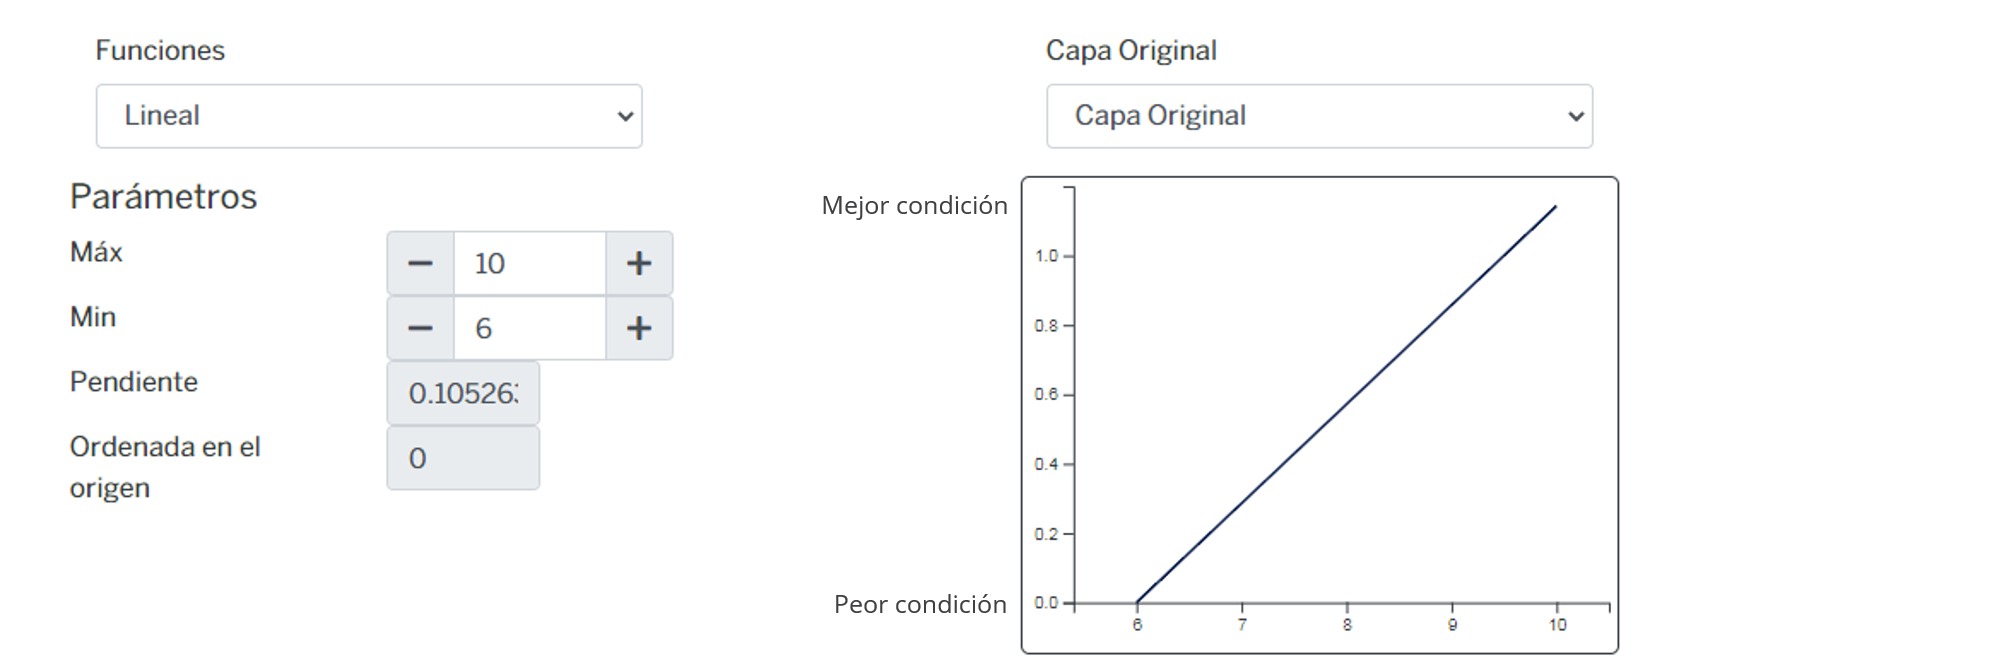 Funciones
Lineal
Parámetros
Máx
10
Min
6
Pendiente
0.10526
Ordenada en el
origen
0
Capa Original
Capa Original
Mejor condición
Peor condición
1.0
0.8
0.6
0.4
0.2
0.0
6 7 8 9 10